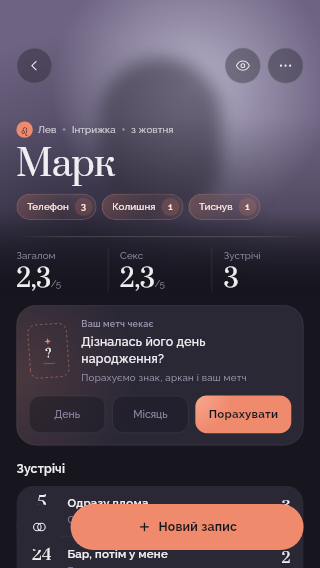 Лев • Інтрижка • з жовтня
Марк
Телефон 3 Колишня 1 Тиснув 1
Загалом Секс Зустрічі
2,3/5 2,3/5 3
Ваш метч чекає
?
Дізналась його день
народження?
Порахуємо знак, аркан і ваш метч
День Місяць Порахувати
Зустрічі
5 Одразу вдома
+ Новий запис
24 Бар, потім у мене 2